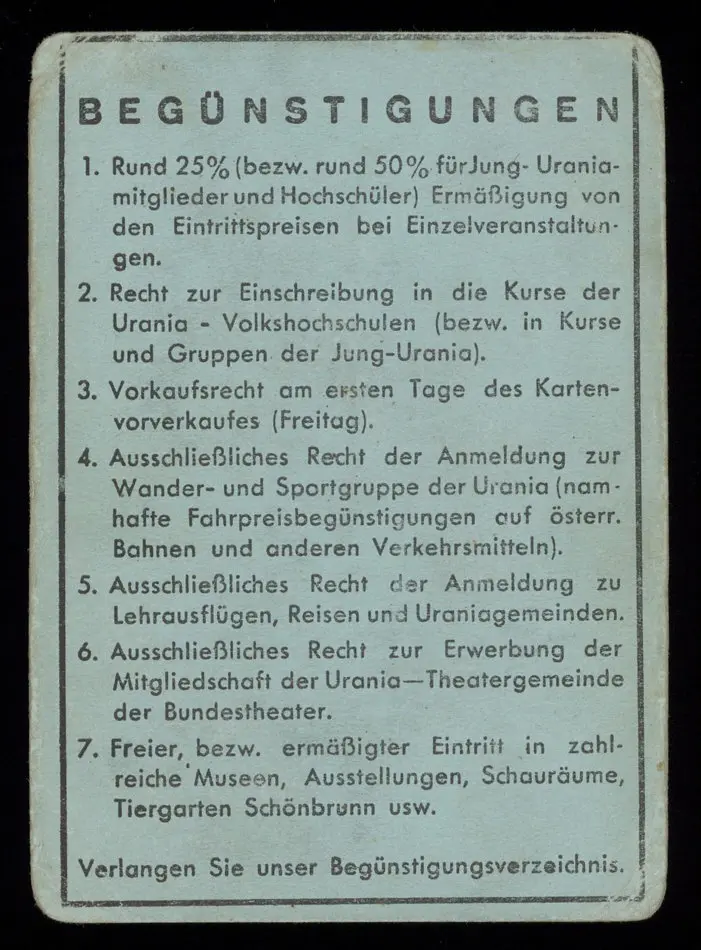 BEGÜNSTIGUNGEN
1. Rund 25% (bezw. rund 50% für Jung- Urania-
mitglieder und Hochschüler) Ermäßigung von
den Eintrittspreisen bei Einzelveranstaltun-
gen.
2. Recht zur Einschreibung in die Kurse der
Urania - Volkshochschulen (bezw. in Kurse
und Gruppen der Jung-Urania).
3. Vorkaufsrecht am ersten Tage des Karten-
vorverkaufes (Freitag).
4. Ausschließliches Recht der Anmeldung zur
Wander- und Sportgruppe der Urania (nam-
hafte Fahrpreisbegünstigungen auf österr.
Bahnen und anderen Verkehrsmitteln).
5. Ausschließliches Recht der Anmeldung zu
Lehrausflügen, Reisen und Uraniagemeinden.
6. Ausschließliches Recht zur Erwerbung der
Mitgliedschaft der Urania—Theatergemeinde
der Bundestheater.
7. Freier, bezw. ermäßigter Eintritt in zahl-
reiche Museen, Ausstellungen, Schauräume,
Tiergarten Schönbrunn usw.
Verlangen Sie unser Begünstigungsverzeichnis.